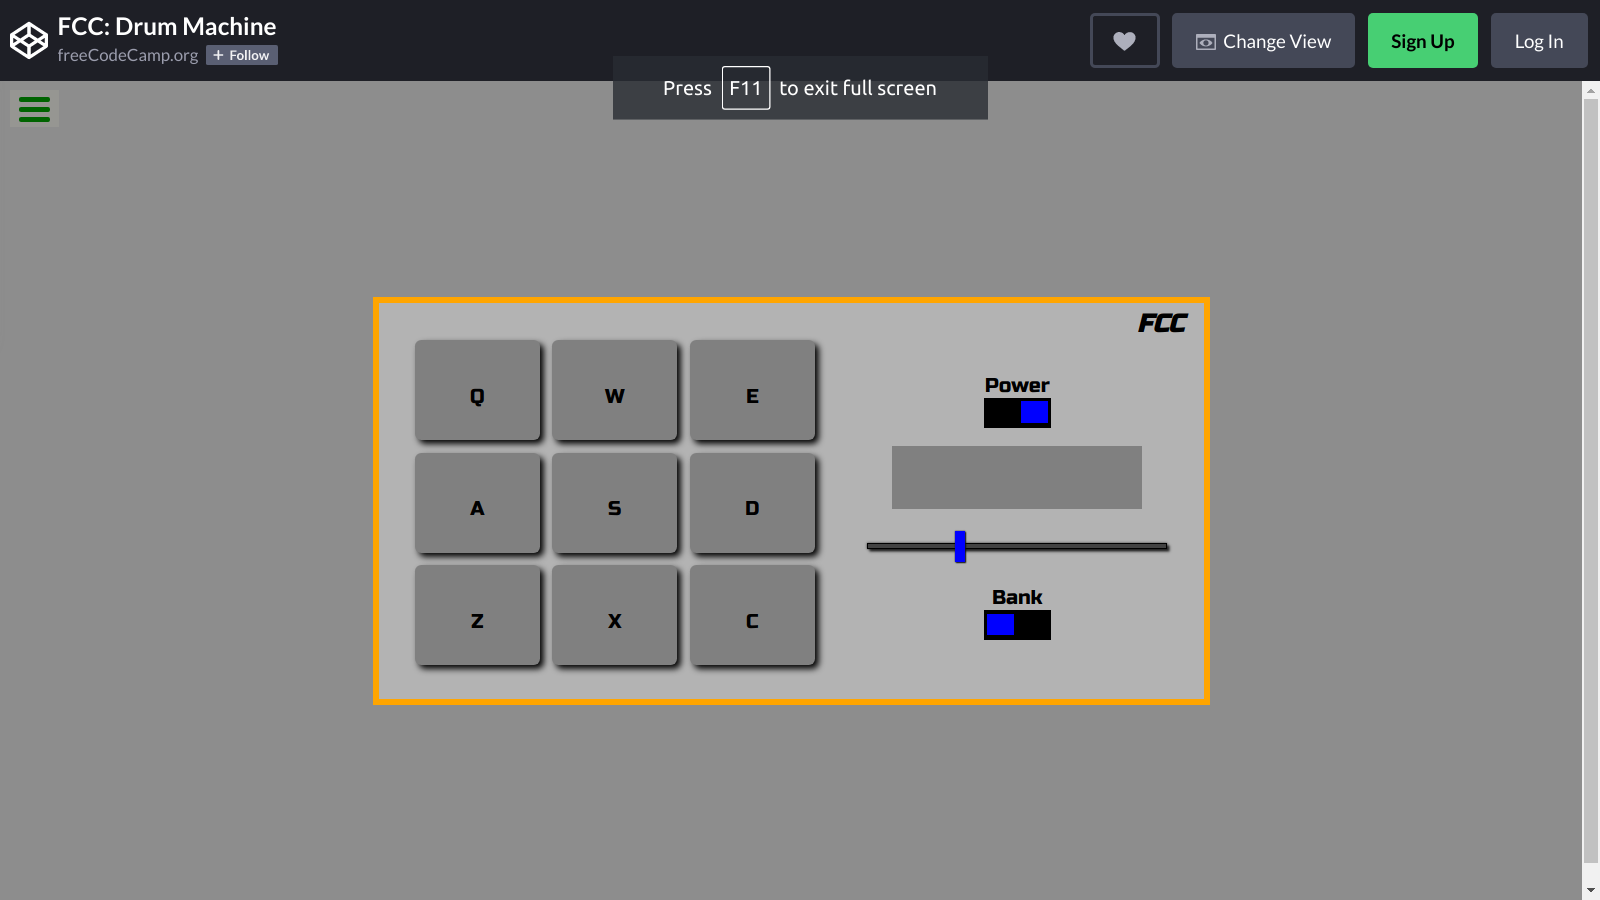 FCC: Drum Machine
freeCodeCamp.org + Follow
Change View
Sign Up
Log In
Press F11 to exit full screen
FCC
Q W E
A S D
Z X C
Power
Bank